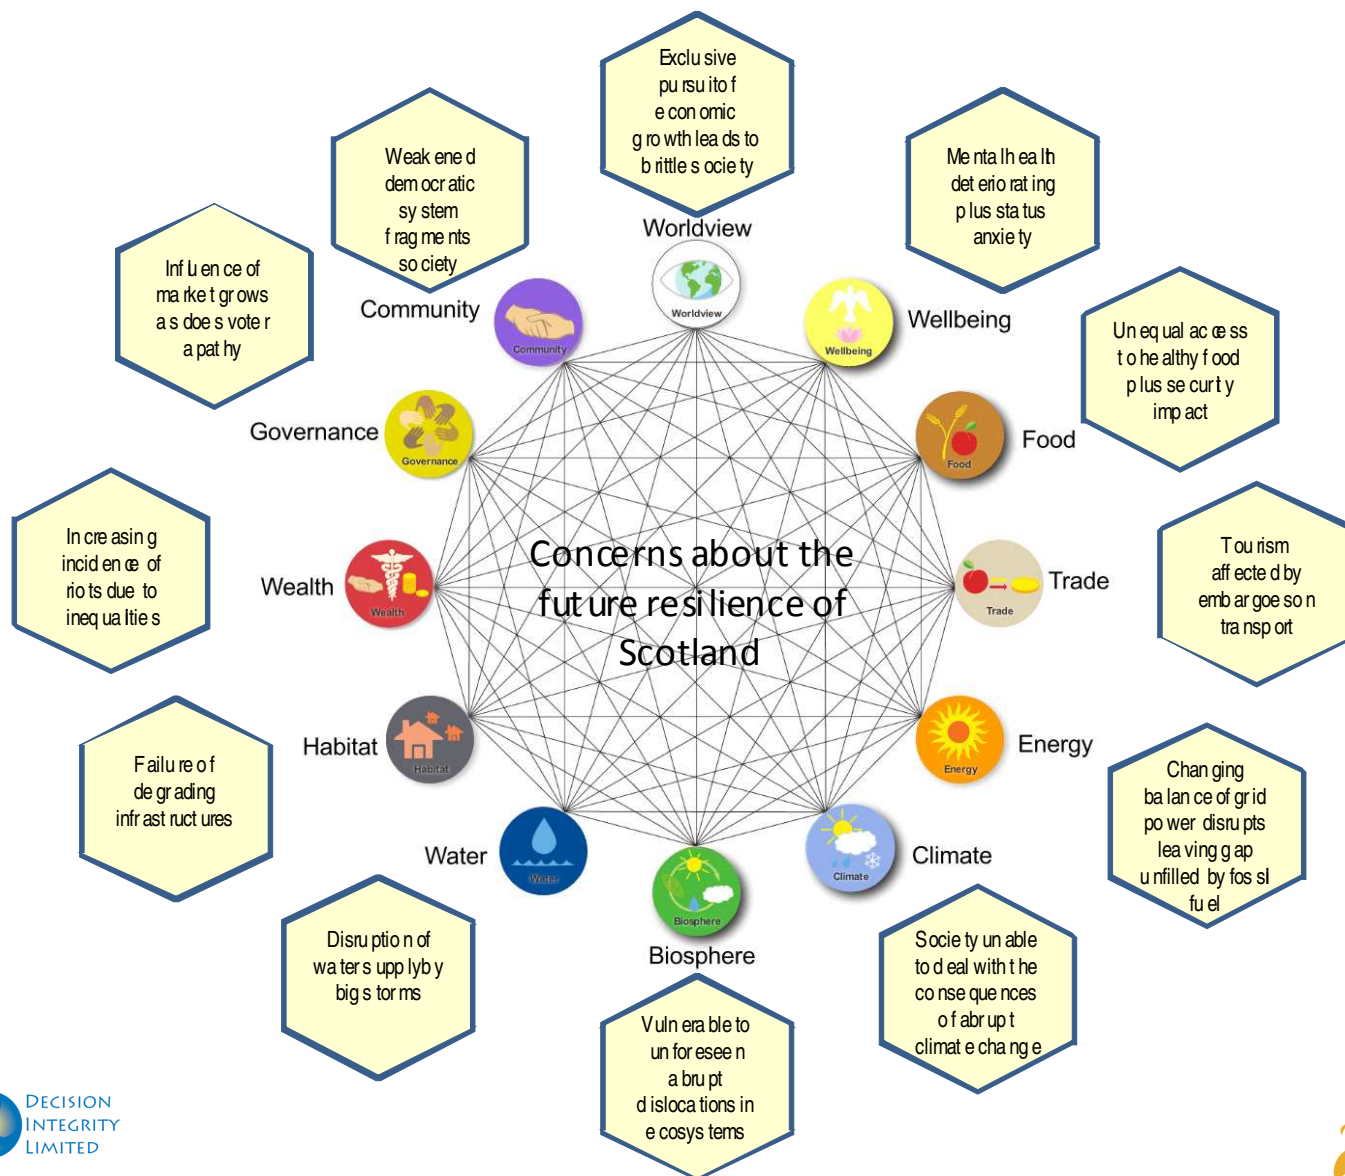 Exclusive
pursuit of
economic
growth leads to
brittle society
Weakened
democratic
system
fragments
society
Mental health
deteriorating
plus status
anxiety
Influence of
market grows
as does voter
apathy
Worldview
Worldview
Community
Community
Wellbeing
Wellbeing
Unequal access
to healthy food
plus securty
impact
Governance
Governance
Food
Food
Increasing
incidence of
riots due to
inequalties
Wealth
Wealth
Concerns about the
future resilience of
Scotland
Trade
Trade
Tourism
affected by
embargoes on
transport
Failure of
degrading
infrastructures
Habitat
Habitat
Energy
Energy
Changing
balance of grid
power disrupts
leaving gap
unfilled by fossl
fuel
Water
Water
Climate
Climate
Biosphere
Biosphere
Disruption of
water supply by
big storms
Society unable
to deal with the
consequences
of abrupt
climate change
Vulnerable to
unforeseen
abrupt
dislocations in
ecosystems
DECISION
INTEGRITY
LIMITED